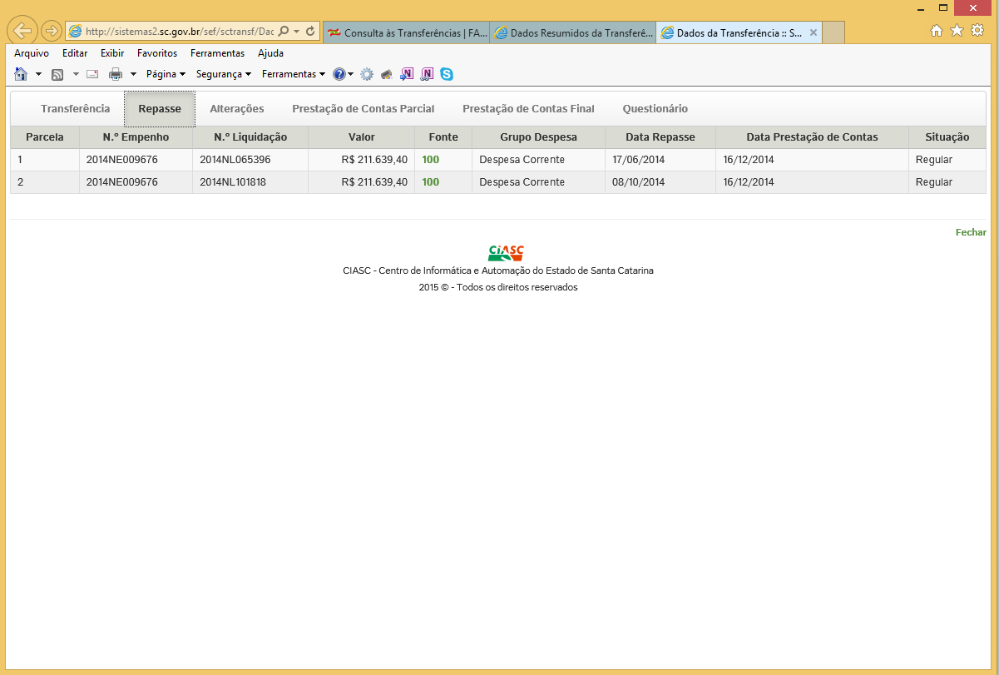 http://sistemas2.sc.gov.br/sef/sctransf/Dac
Consulta às Transferências | FA...
Dados Resumidos da Transferê...
Dados da Transferência :: S...
Arquivo Editar Exibir Favoritos Ferramentas Ajuda
Página Segurança Ferramentas
Transferência Repasse Alterações Prestação de Contas Parcial Prestação de Contas Final Questionário
Parcela N.º Empenho N.º Liquidação Valor Fonte Grupo Despesa Data Repasse Data Prestação de Contas Situação
1 2014NE009676 2014NL065396 R$ 211.639,40 100 Despesa Corrente 17/06/2014 16/12/2014 Regular
2 2014NE009676 2014NL101818 R$ 211.639,40 100 Despesa Corrente 08/10/2014 16/12/2014 Regular
Fechar
CIASC
CIASC - Centro de Informática e Automação do Estado de Santa Catarina
2015 © - Todos os direitos reservados